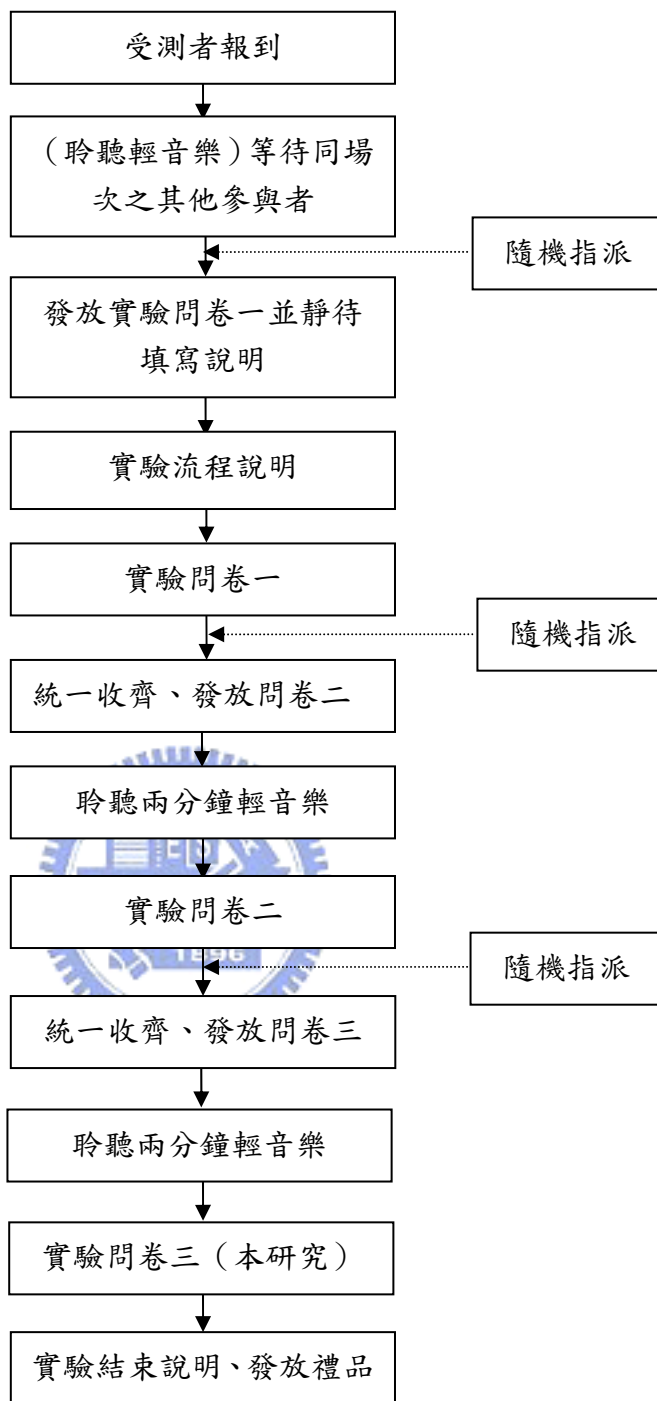 受測者報到
（聆聽輕音樂）等待同場
次之其他參與者
隨機指派
發放實驗問卷一並靜待
填寫說明
實驗流程說明
實驗問卷一
隨機指派
統一收齊、發放問卷二
聆聽兩分鐘輕音樂
實驗問卷二
1896
隨機指派
統一收齊、發放問卷三
聆聽兩分鐘輕音樂
實驗問卷三（本研究）
實驗結束說明、發放禮品